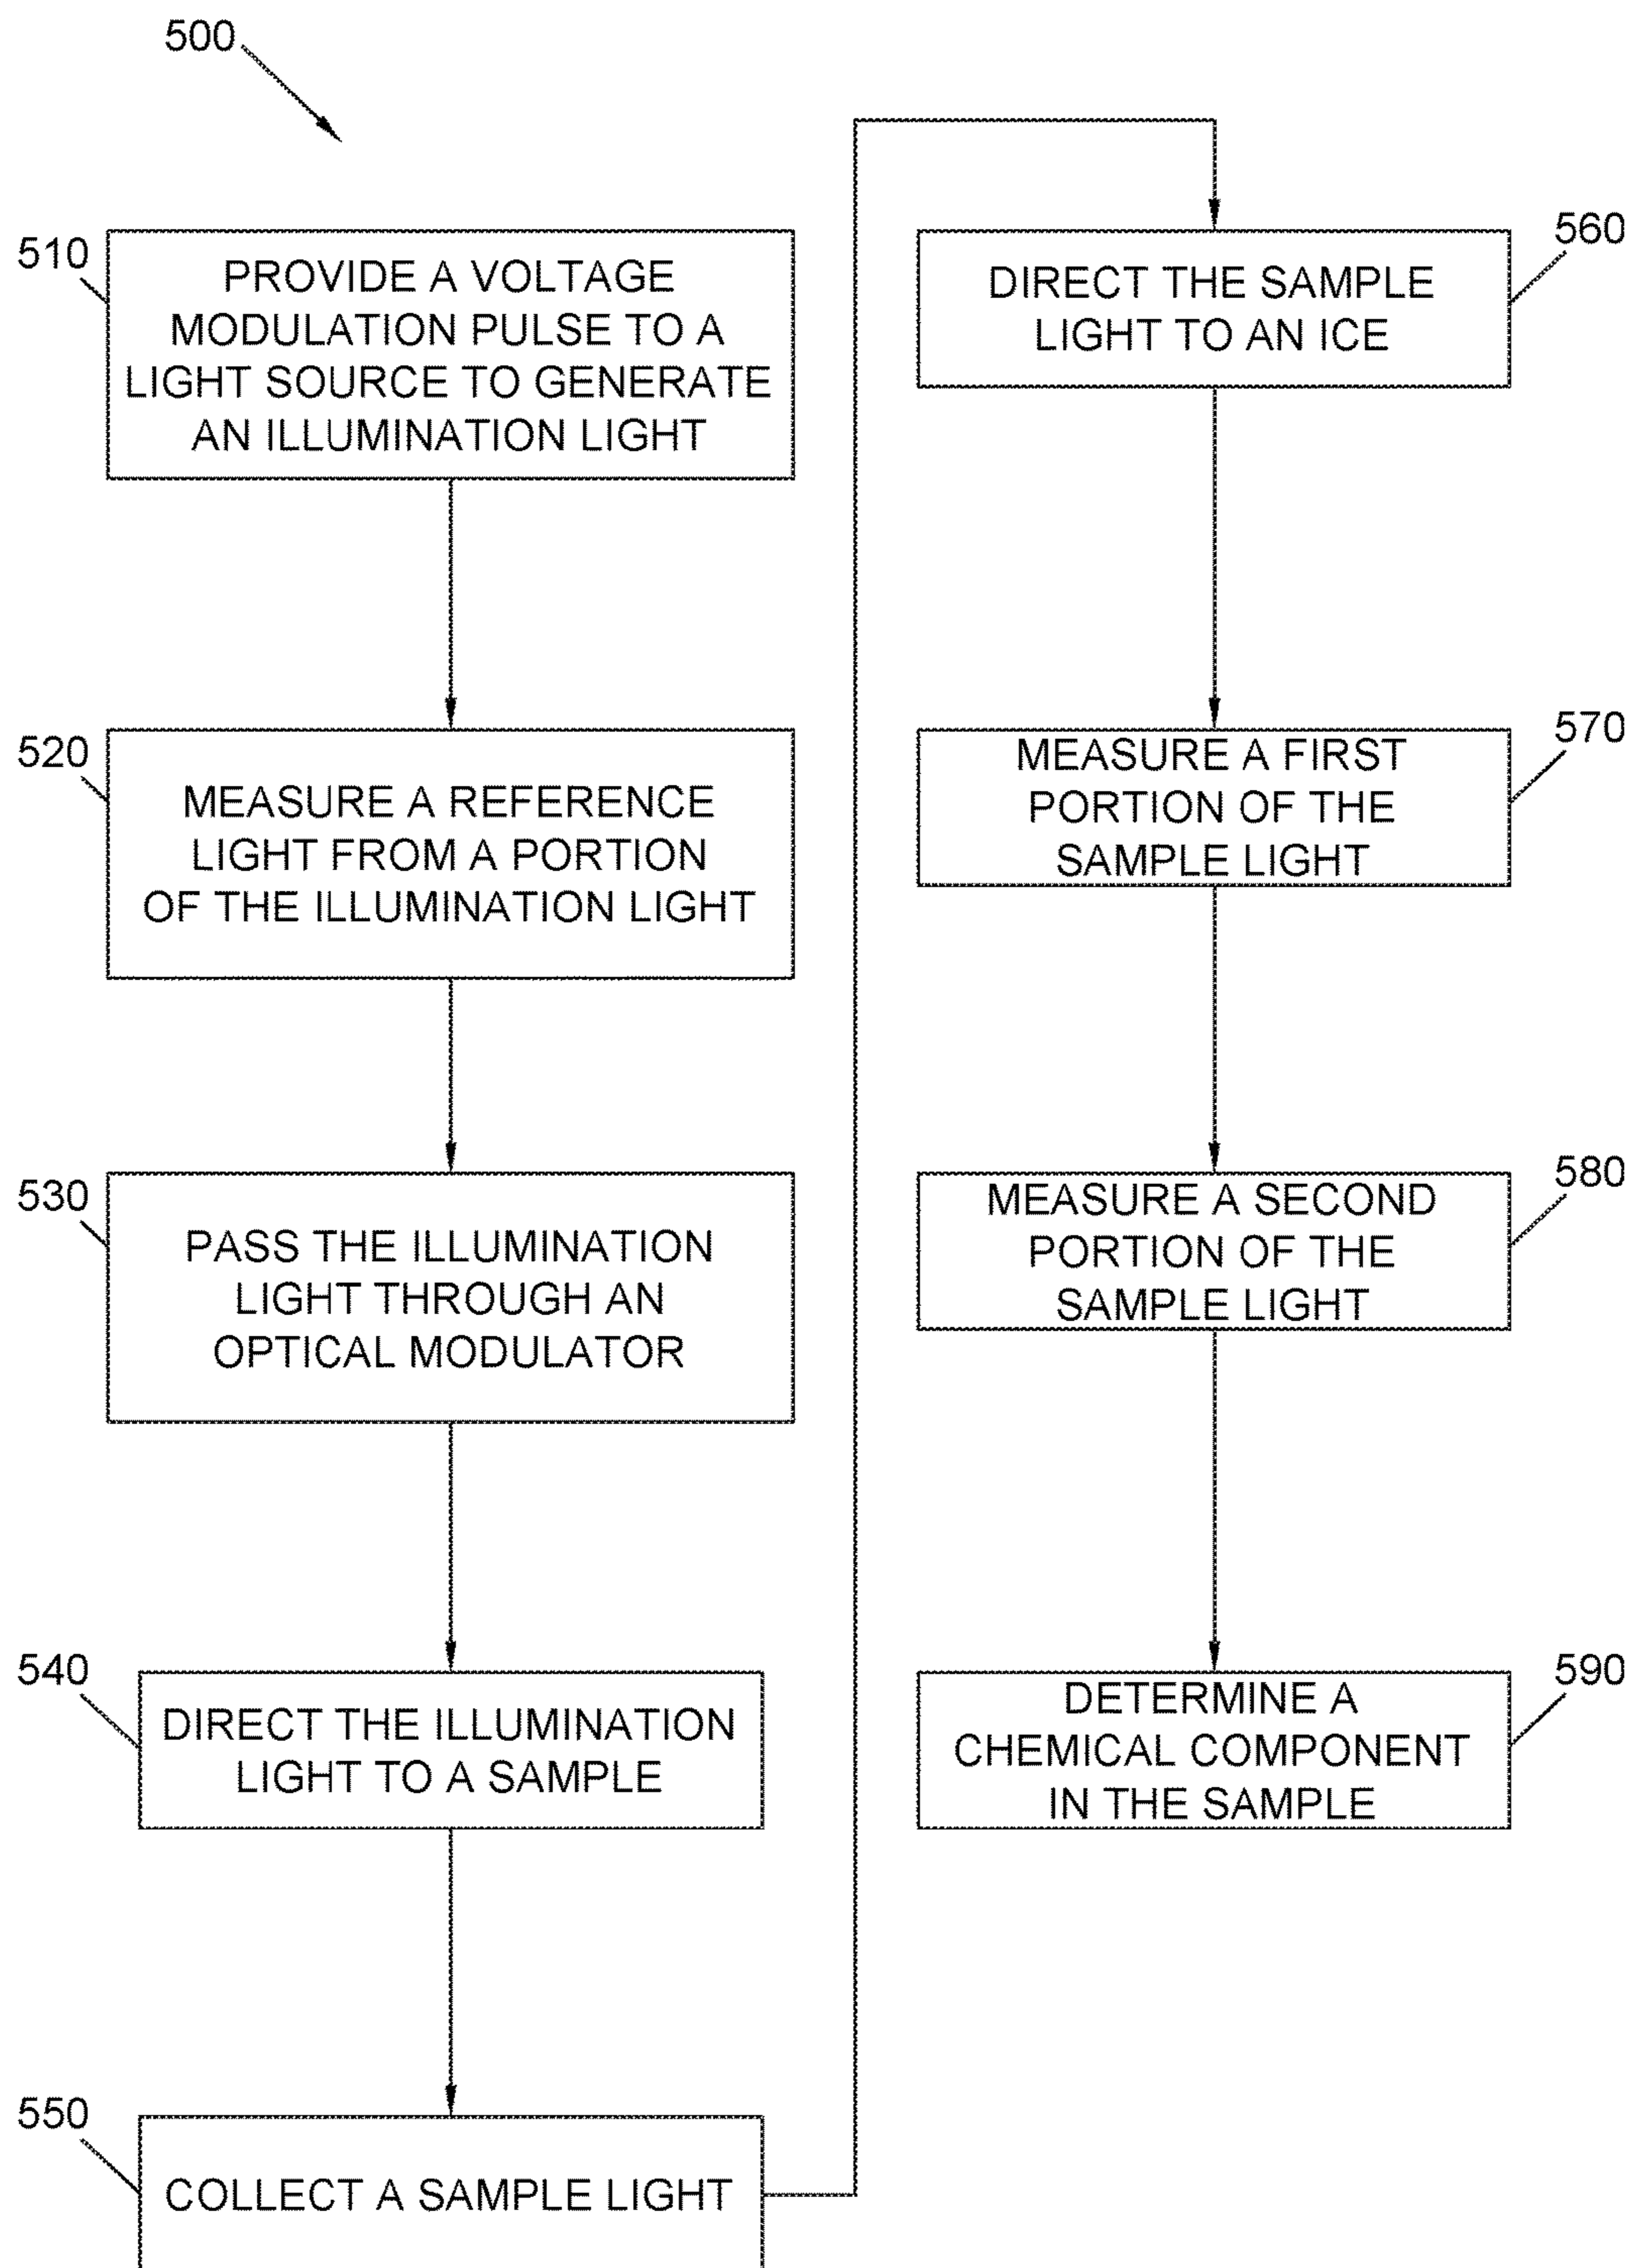 500
510
PROVIDE A VOLTAGE
MODULATION PULSE TO A
LIGHT SOURCE TO GENERATE
AN ILLUMINATION LIGHT
520
MEASURE A REFERENCE
LIGHT FROM A PORTION
OF THE ILLUMINATION LIGHT
530
PASS THE ILLUMINATION
LIGHT THROUGH AN
OPTICAL MODULATOR
540
DIRECT THE ILLUMINATION
LIGHT TO A SAMPLE
550
COLLECT A SAMPLE LIGHT
560
DIRECT THE SAMPLE
LIGHT TO AN ICE
570
MEASURE A FIRST
PORTION OF THE
SAMPLE LIGHT
580
MEASURE A SECOND
PORTION OF THE
SAMPLE LIGHT
590
DETERMINE A
CHEMICAL COMPONENT
IN THE SAMPLE